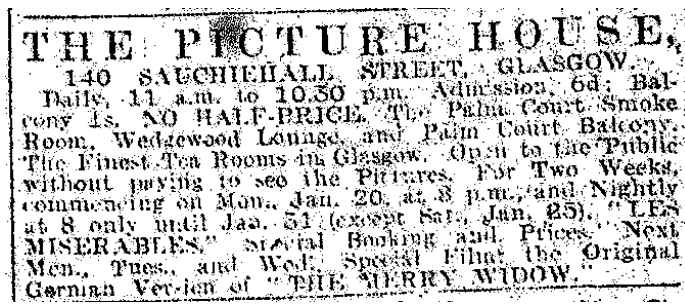 THE PICTURE HOUSE,
140 SAUCHIEHALL STREET, GLASGOW.
Daily, 11 a.m. to 10.30 p.m. Admission, 6d; Bal-
cony 1s. NO HALF-PRICE. The Palm Court Smoke
Room, Wedgewood Lounge, and Palm Court Balcony.
The Finest Tea Rooms in Glasgow. Open to the Public
without paying to see the Pictures. For Two Weeks,
commencing on Mon., Jan. 20, at 8 p.m., and Nightly
at 8 only until Jan. 31 (except Sat., Jan. 25). "LES
MISERABLES." Special Booking and Prices. Next
Mon., Tues., and Wed. Special Film: the Original
German Version of "THE MERRY WIDOW."